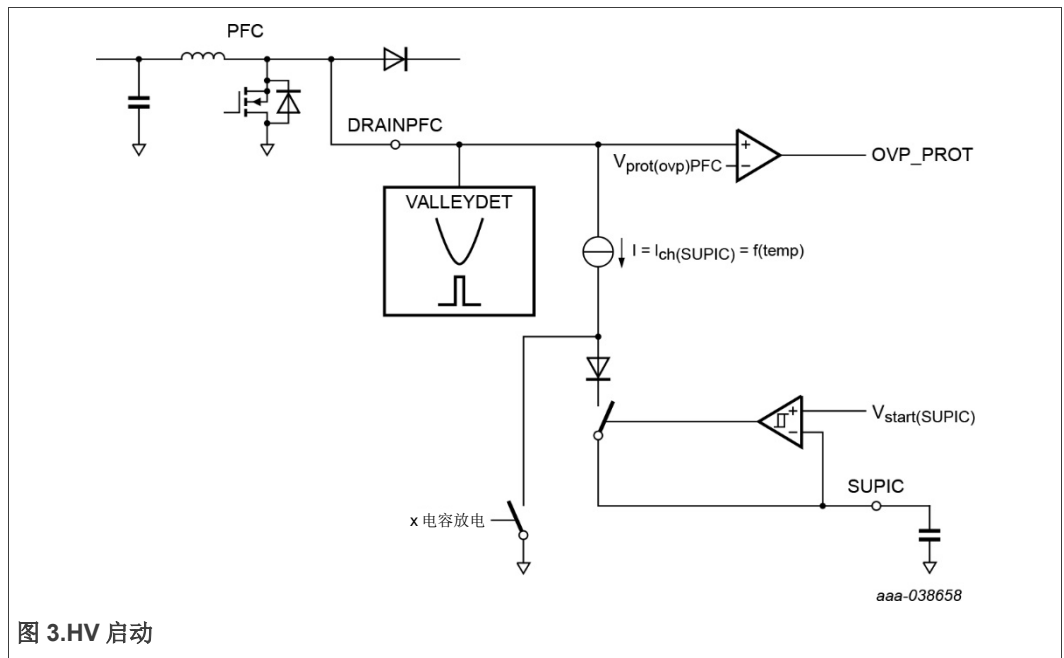 PFC
DRAINPFC
Vprot(ovp)PFC
+
−
OVP_PROT
VALLEYDET
I = Ich(SUPIC) = f(temp)
+
−
Vstart(SUPIC)
SUPIC
x 电容放电
aaa-038658
图 3.HV 启动